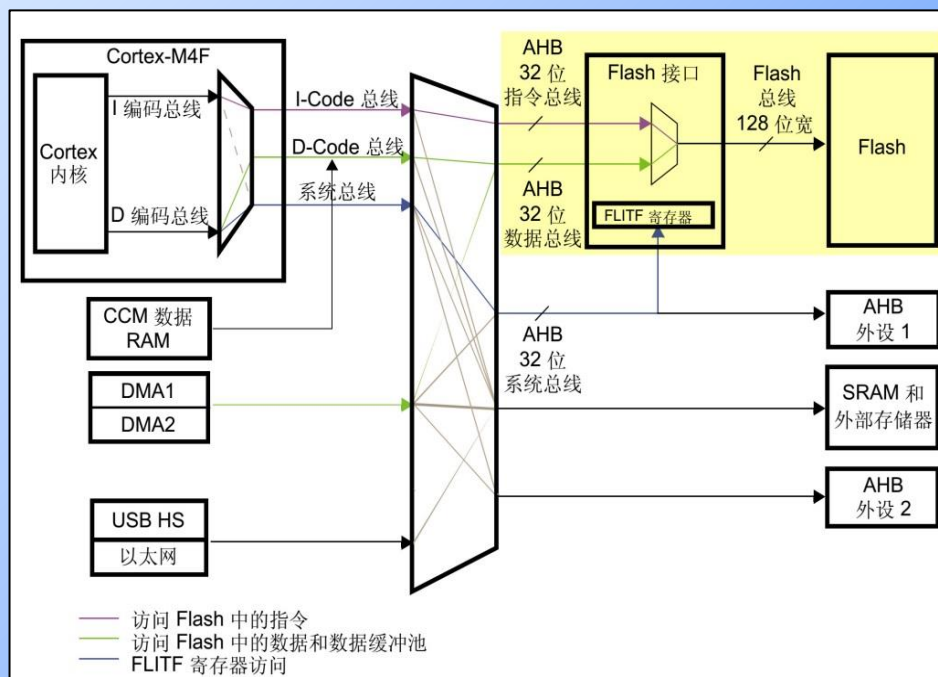 Cortex-M4F
Cortex
内核
I 编码总线
D 编码总线
I-Code 总线
D-Code 总线
系统总线
CCM 数据
RAM
DMA1
DMA2
USB HS
以太网
AHB
32 位
指令总线
AHB
32 位
数据总线
AHB
32 位
系统总线
Flash 接口
FLITF 寄存器
Flash
总线
128 位宽
Flash
AHB
外设 1
SRAM 和
外部存储器
AHB
外设 2
访问 Flash 中的指令
访问 Flash 中的数据和数据缓冲池
FLITF 寄存器访问